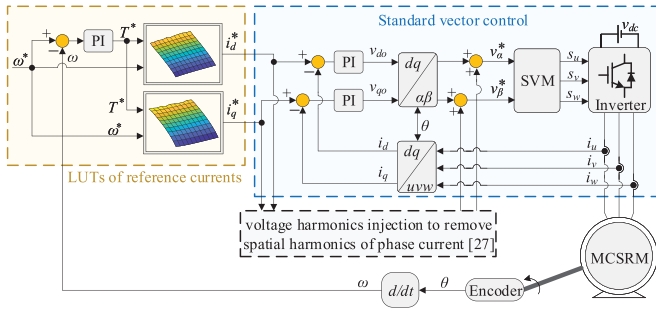 Standard vector control
T*
i_d*
ω*
ω
PI
T*
ω*
i_q*
LUTs of reference currents
PI
v_do
PI
v_qo
dq
αβ
θ
v_α*
v_β*
SVM
s_u
s_v
s_w
v_dc
Inverter
i_d
i_q
dq
uvw
i_u
i_v
i_w
voltage harmonics injection to remove
spatial harmonics of phase current [27]
MCSRM
ω
d/dt
θ
Encoder